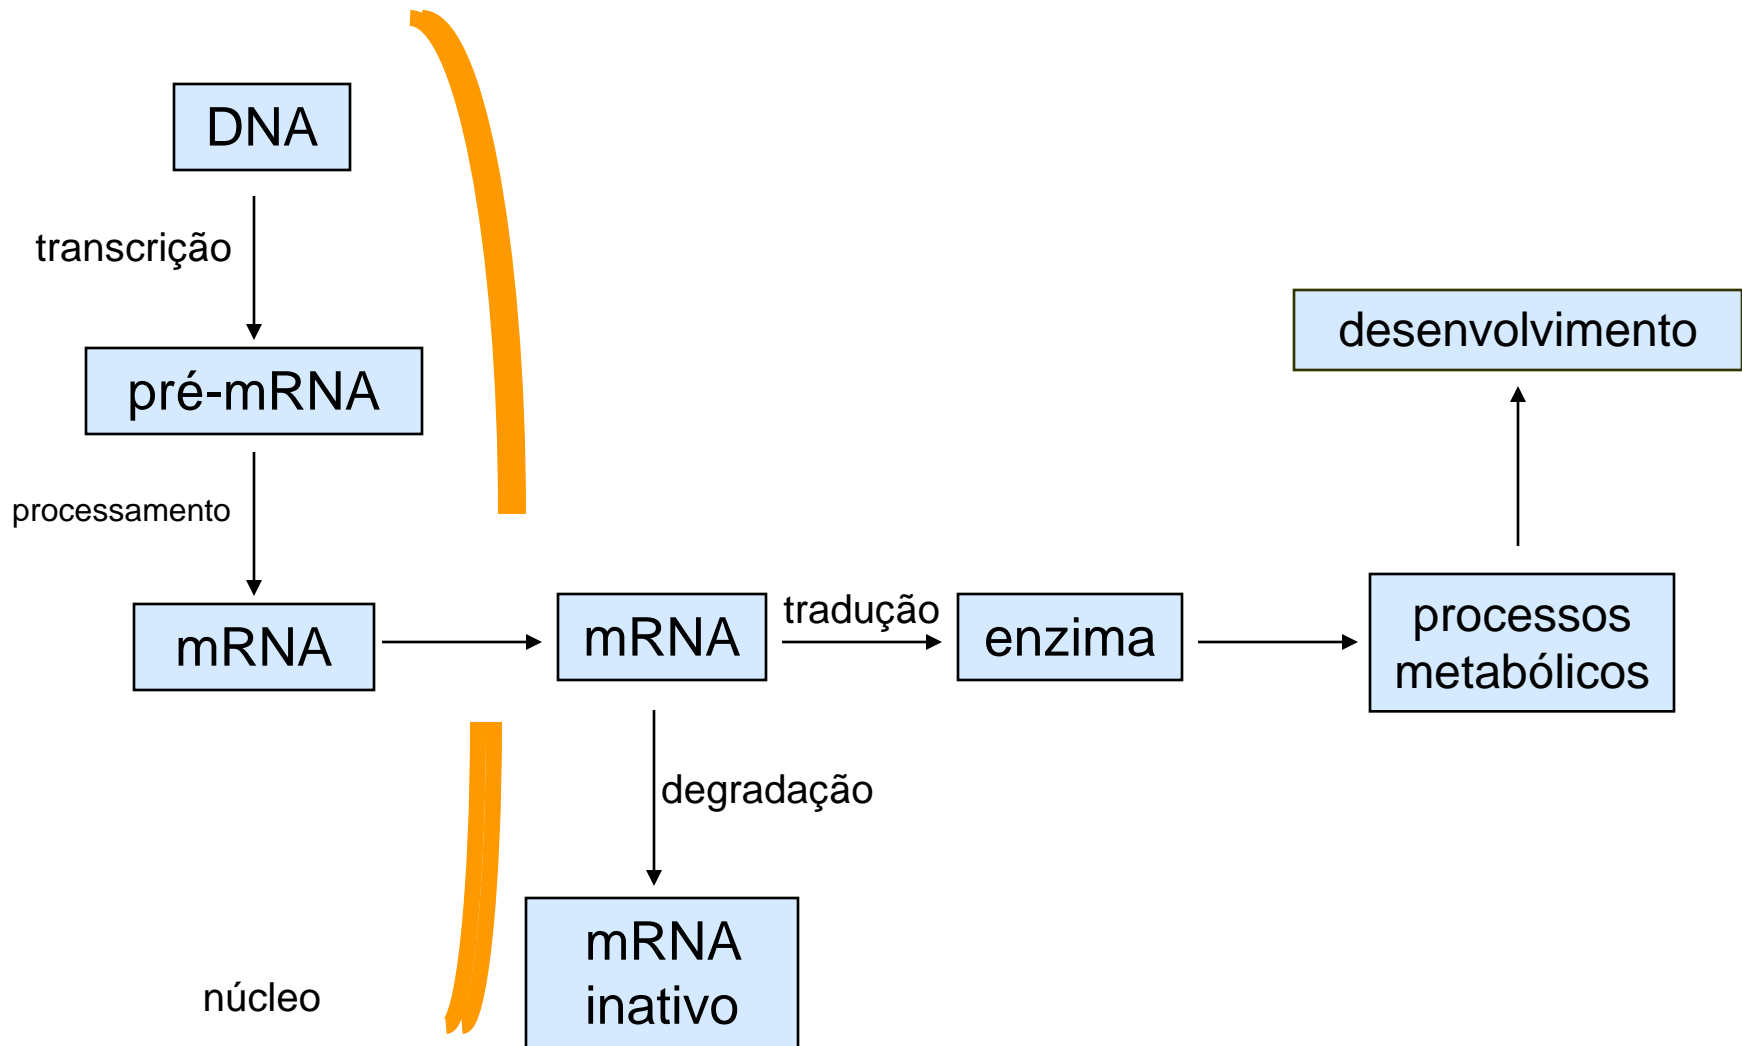 DNA
transcrição
pré-mRNA
processamento
mRNA
mRNA
tradução
enzima
processos
metabólicos
desenvolvimento
degradação
mRNA
inativo
núcleo